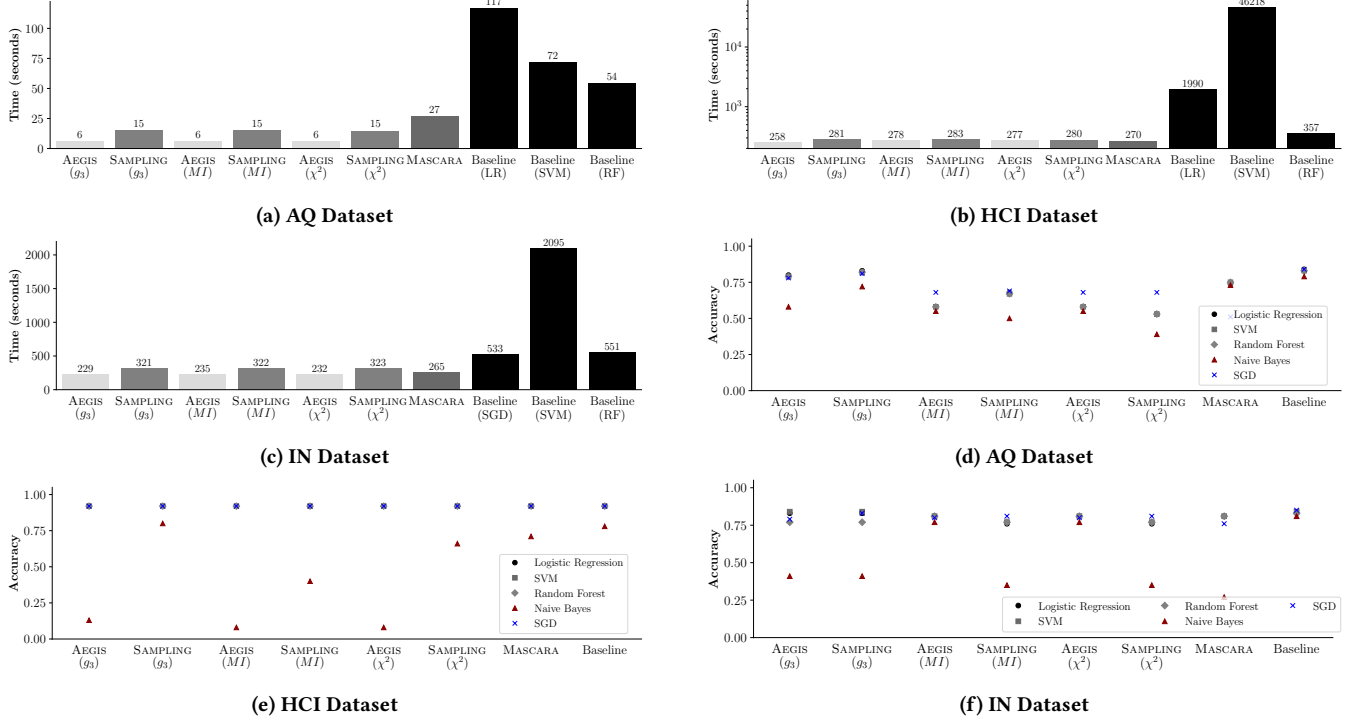 117
100
75
50
25
0
Time (seconds)
6
15
6
15
6
15
27
72
54
AEGIS SAMPLING AEGIS SAMPLING AEGIS SAMPLING MASCARA Baseline Baseline Baseline
(g₃) (g₃) (MI) (MI) (χ²) (χ²) (LR) (SVM) (RF)
(a) AQ Dataset
46218
10⁴
10³
Time (seconds)
258
281
278
283
277
280
270
1990
357
AEGIS SAMPLING AEGIS SAMPLING AEGIS SAMPLING MASCARA Baseline Baseline Baseline
(g₃) (g₃) (MI) (MI) (χ²) (χ²) (LR) (SVM) (RF)
(b) HCI Dataset
2000
1500
1000
500
0
Time (seconds)
229
321
235
322
232
323
265
533
2095
551
AEGIS SAMPLING AEGIS SAMPLING AEGIS SAMPLING MASCARA Baseline Baseline Baseline
(g₃) (g₃) (MI) (MI) (χ²) (χ²) (SGD) (SVM) (RF)
(c) IN Dataset
1.00
0.75
0.50
0.25
0.00
Accuracy
Logistic Regression
SVM
Random Forest
Naive Bayes
SGD
AEGIS SAMPLING AEGIS SAMPLING AEGIS SAMPLING MASCARA Baseline
(g₃) (g₃) (MI) (MI) (χ²) (χ²)
(d) AQ Dataset
1.00
0.75
0.50
0.25
0.00
Accuracy
Logistic Regression
SVM
Random Forest
Naive Bayes
SGD
AEGIS SAMPLING AEGIS SAMPLING AEGIS SAMPLING MASCARA Baseline
(g₃) (g₃) (MI) (MI) (χ²) (χ²)
(e) HCI Dataset
1.00
0.75
0.50
0.25
0.00
Accuracy
Logistic Regression Random Forest SGD
SVM Naive Bayes
AEGIS SAMPLING AEGIS SAMPLING AEGIS SAMPLING MASCARA Baseline
(g₃) (g₃) (MI) (MI) (χ²) (χ²)
(f) IN Dataset